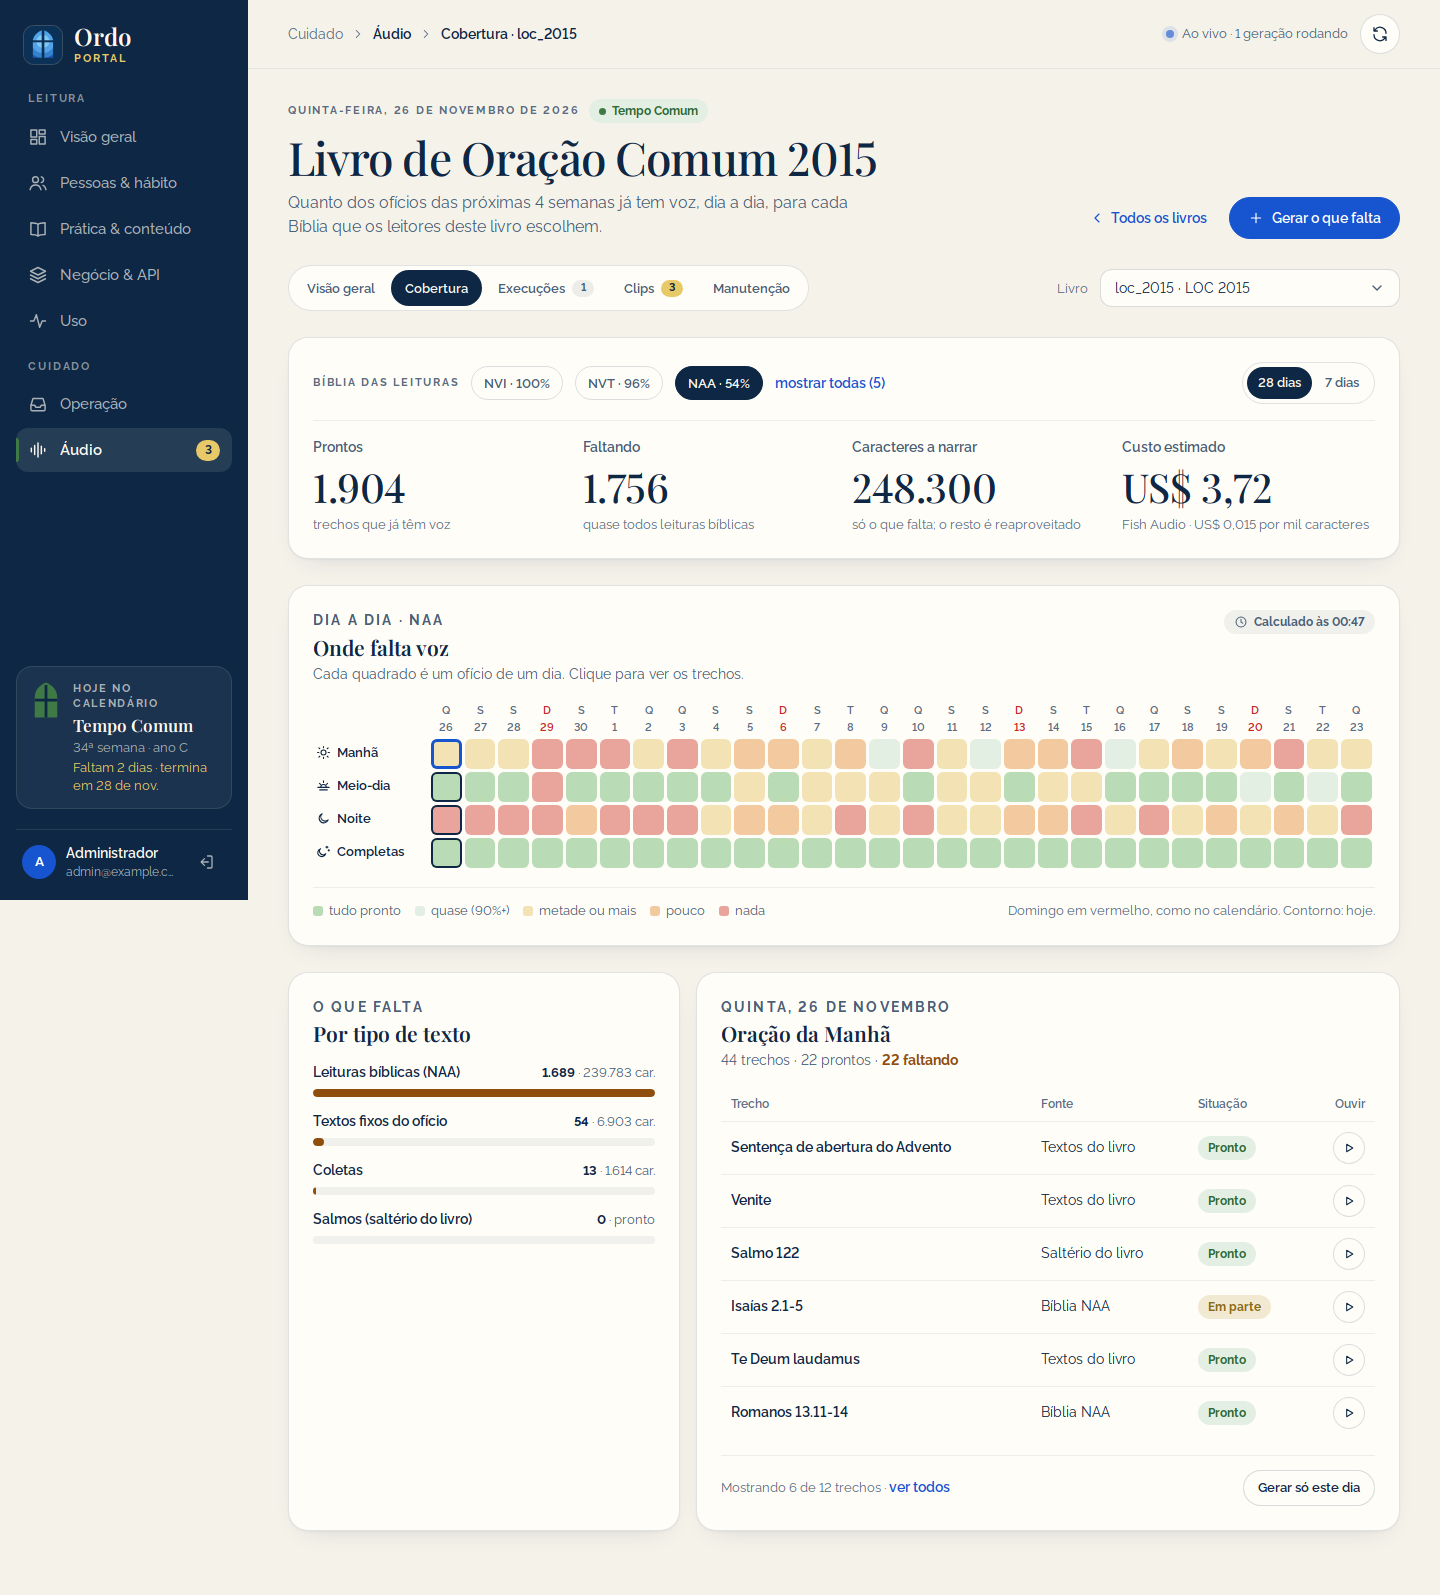 Ordo
PORTAL
LEITURA
Visão geral
Pessoas & hábito
Prática & conteúdo
Negócio & API
Uso
CUIDADO
Operação
Áudio 3
HOJE NO
CALENDÁRIO
Tempo Comum
34ª semana · ano C
Faltam 2 dias · termina
em 28 de nov.
A
Administrador
admin@example.c…
Cuidado
Áudio
Cobertura · loc_2015
Ao vivo · 1 geração rodando
QUINTA-FEIRA, 26 DE NOVEMBRO DE 2026
Tempo Comum
Livro de Oração Comum 2015
Quanto dos ofícios das próximas 4 semanas já tem voz, dia a dia, para cada
Bíblia que os leitores deste livro escolhem.
Todos os livros
Gerar o que falta
Visão geral Cobertura Execuções 1 Clips 3 Manutenção
Livro
loc_2015 · LOC 2015
BÍBLIA DAS LEITURAS NVI · 100% NVT · 96% NAA · 54% mostrar todas (5)
28 dias 7 dias
Prontos
1.904
trechos que já têm voz
Faltando
1.756
quase todos leituras bíblicas
Caracteres a narrar
248.300
só o que falta; o resto é reaproveitado
Custo estimado
US$ 3,72
Fish Audio · US$ 0,015 por mil caracteres
DIA A DIA · NAA
Onde falta voz
Cada quadrado é um ofício de um dia. Clique para ver os trechos.
Calculado às 00:47
Q S S D S T Q Q S S D S T Q Q S S D S T Q Q S S D S T Q
26 27 28 29 30 1 2 3 4 5 6 7 8 9 10 11 12 13 14 15 16 17 18 19 20 21 22 23
Manhã
Meio-dia
Noite
Completas
tudo pronto quase (90%+) metade ou mais pouco nada
Domingo em vermelho, como no calendário. Contorno: hoje.
O QUE FALTA
Por tipo de texto
Leituras bíblicas (NAA) 1.689 · 239.783 car.
Textos fixos do ofício 54 · 6.903 car.
Coletas 13 · 1.614 car.
Salmos (saltério do livro) 0 · pronto
QUINTA, 26 DE NOVEMBRO
Oração da Manhã
44 trechos · 22 prontos · 22 faltando
Trecho Fonte Situação Ouvir
Sentença de abertura do Advento Textos do livro Pronto
Venite Textos do livro Pronto
Salmo 122 Saltério do livro Pronto
Isaías 2.1-5 Bíblia NAA Em parte
Te Deum laudamus Textos do livro Pronto
Romanos 13.11-14 Bíblia NAA Pronto
Mostrando 6 de 12 trechos · ver todos
Gerar só este dia